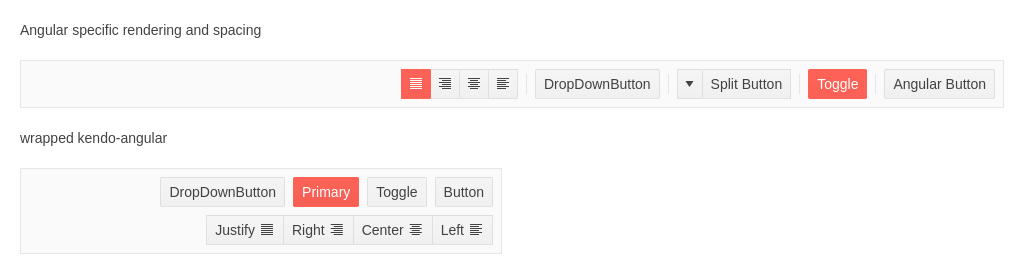 Angular specific rendering and spacing
DropDownButton Split Button Toggle Angular Button
wrapped kendo-angular
DropDownButton Primary Toggle Button
Justify Right Center Left